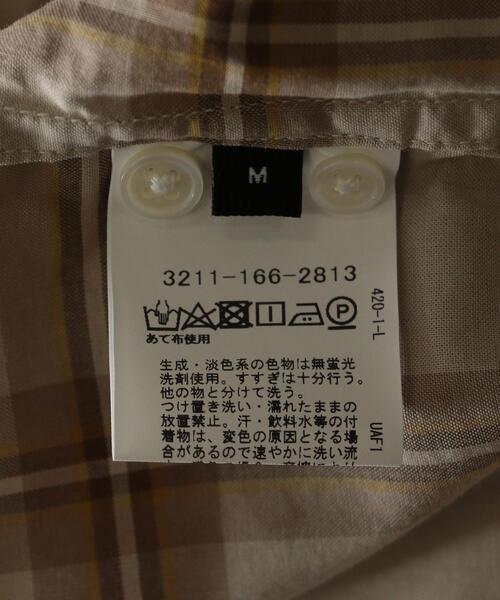 M
3211-166-2813
あて布使用
生成・淡色系の色物は無蛍光
洗剤使用。すすぎは十分行う。
他の物と分けて洗う。
つけ置き洗い・濡れたままの
放置禁止。汗・飲料水等の付
着物は、変色の原因となる場
合があるので速やかに洗い流
420-1-L
UAF1